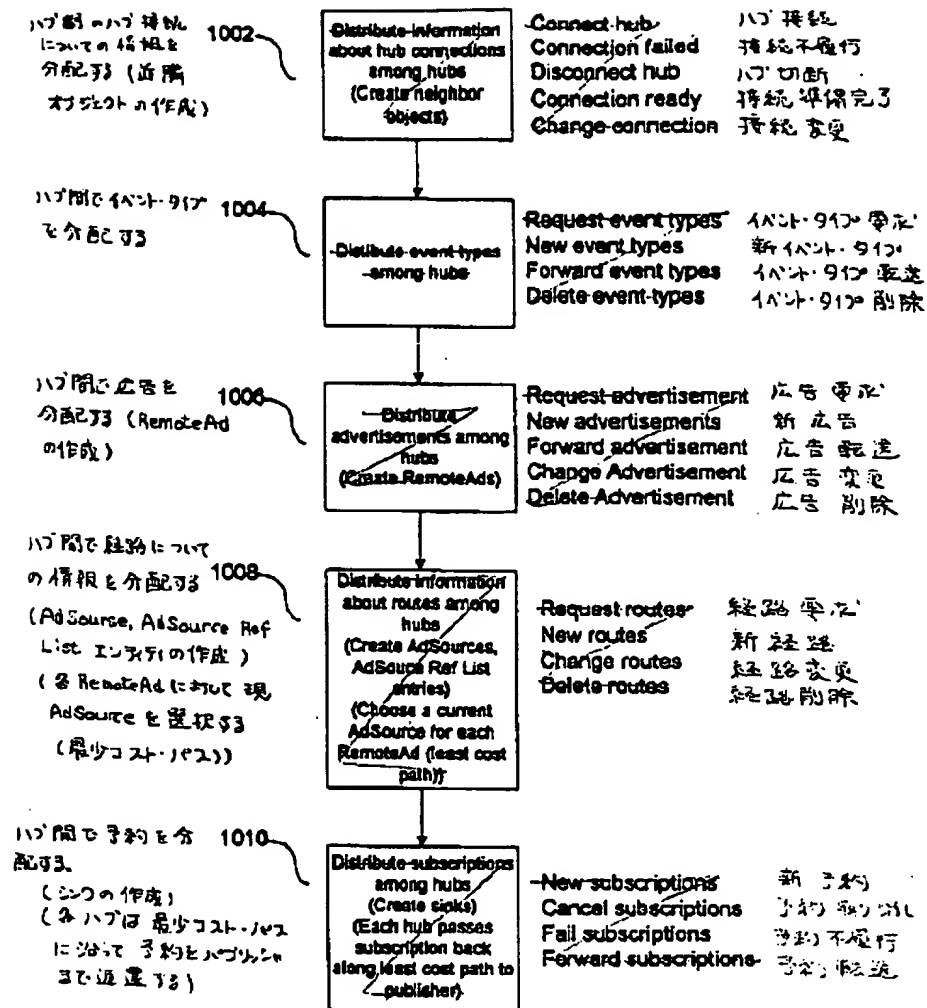 ハブ間のハブ接続
についての情報を
分配する(近隣
オブジェクトの作成)
1002
Distribute information
about hub connections
among hubs
(Create neighbor
objects)
Connect hub ハブ接続
Connection failed 接続不履行
Disconnect hub ハブ切断
Connection ready 接続準備完了
Change connection 接続変更
ハブ間でイベント・タイプ
を分配する
1004
Distibute event types
among hubs
Request event types イベント・タイプ要求
New event types 新イベント・タイプ
Forward event types イベント・タイプ転送
Delete event types イベント・タイプ削除
ハブ間で広告を
分配する(RemoteAd
の作成)
1006
Distribute
advertisements among
hubs
(Create RemoteAds)
Request advertisement 広告要求
New advertisements 新広告
Forward advertisement 広告転送
Change Advertisement 広告変更
Delete Advertisement 広告削除
ハブ間で経路について
の情報を分配する
(AdSourse, AdSource Ref
List エンティティの作成)
(各RemoteAdにおいて現
AdSourceを選択する
(最少コスト・パス))
1008
Distribute information
about routes among
hubs
(Create AdSources,
AdSource Ref List
entries)
(Choose a current
AdSource for each
RemoteAd (least cost
path))
Request routes 経路要求
New routes 新経路
Change routes 経路変更
Delete routes 経路削除
ハブ間で予約を分
配する。
(シンクの作成)
(各ハブは最少コスト・パス
に沿って予約をパブリッシャ
まで返還する)
1010
Distribute subscriptions
among hubs
(Create sinks)
(Each hub passes
subscription back
along least cost path to
publisher)
New subscriptions 新予約
Cancel subscriptions 予約取り消し
Fail subscriptions 予約不履行
Forward subscriptions 予約転送